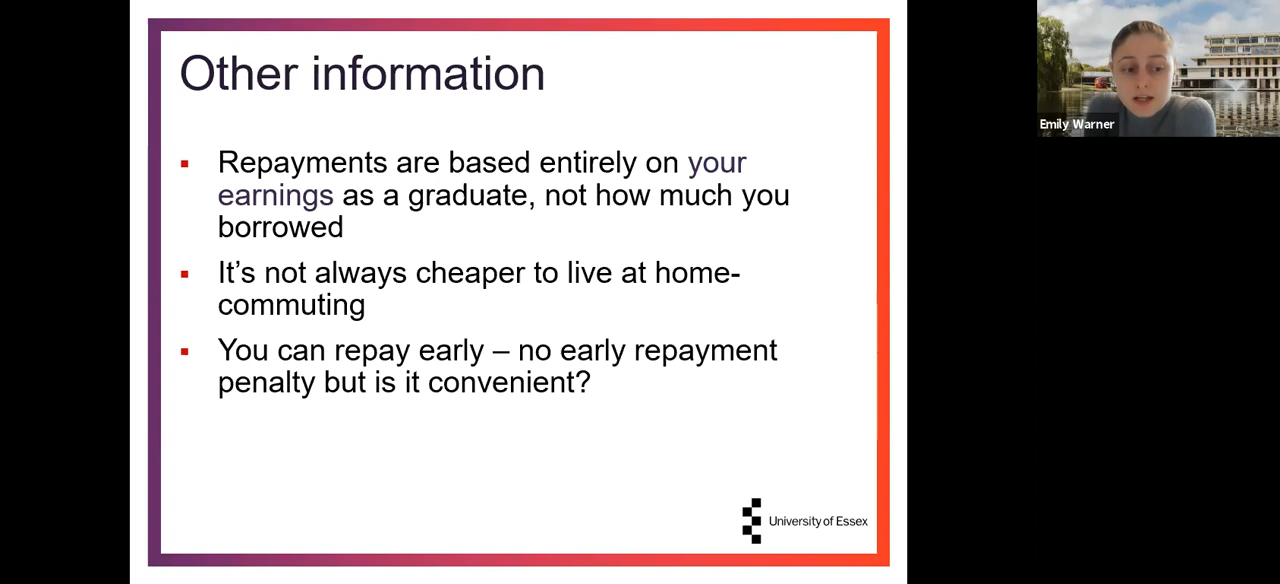 Other information
Repayments are based entirely on your
earnings as a graduate, not how much you
borrowed
It’s not always cheaper to live at home-
commuting
You can repay early – no early repayment
penalty but is it convenient?
University of Essex
Emily Warner